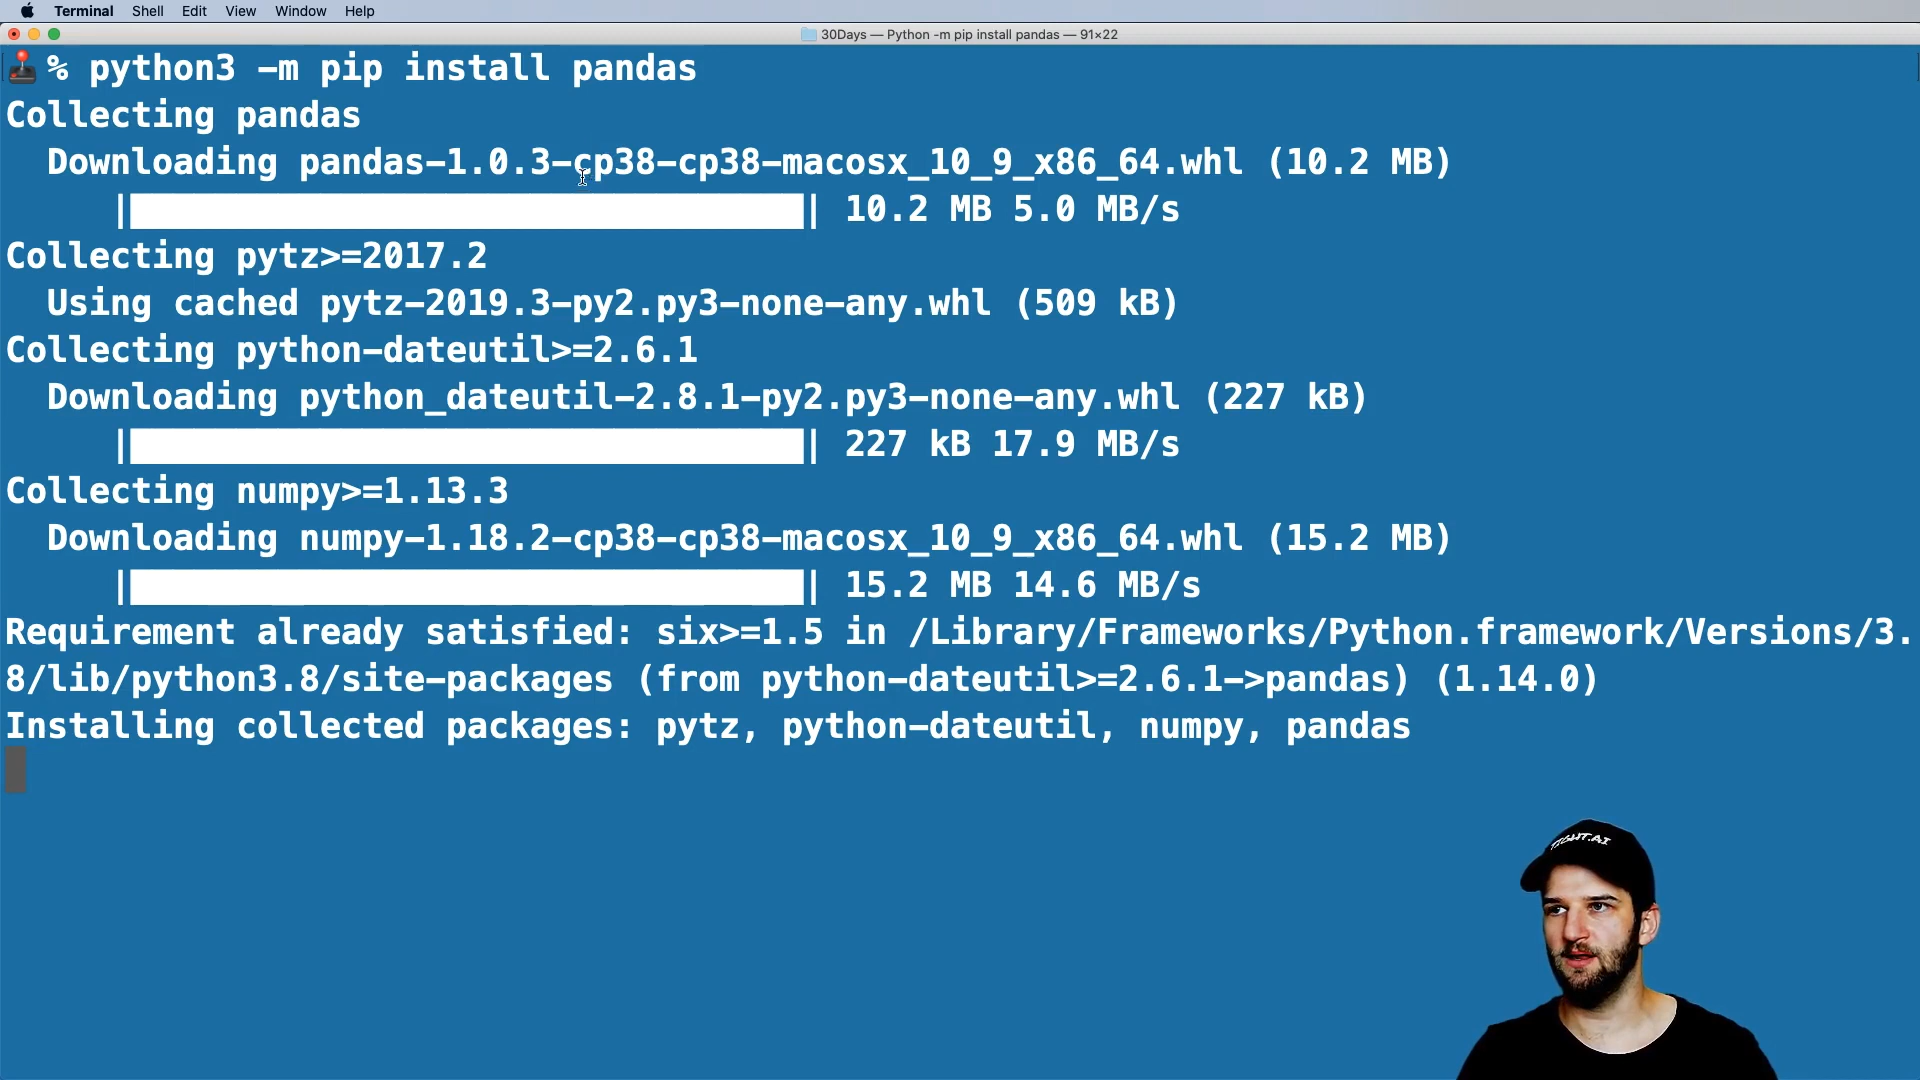 Terminal Shell Edit View Window Help
30Days — Python -m pip install pandas — 91×22
% python3 -m pip install pandas
Collecting pandas
Downloading pandas-1.0.3-cp38-cp38-macosx_10_9_x86_64.whl (10.2 MB)
|████████████████████████████████| 10.2 MB 5.0 MB/s
Collecting pytz>=2017.2
Using cached pytz-2019.3-py2.py3-none-any.whl (509 kB)
Collecting python-dateutil>=2.6.1
Downloading python_dateutil-2.8.1-py2.py3-none-any.whl (227 kB)
|████████████████████████████████| 227 kB 17.9 MB/s
Collecting numpy>=1.13.3
Downloading numpy-1.18.2-cp38-cp38-macosx_10_9_x86_64.whl (15.2 MB)
|████████████████████████████████| 15.2 MB 14.6 MB/s
Requirement already satisfied: six>=1.5 in /Library/Frameworks/Python.framework/Versions/3.
8/lib/python3.8/site-packages (from python-dateutil>=2.6.1->pandas) (1.14.0)
Installing collected packages: pytz, python-dateutil, numpy, pandas